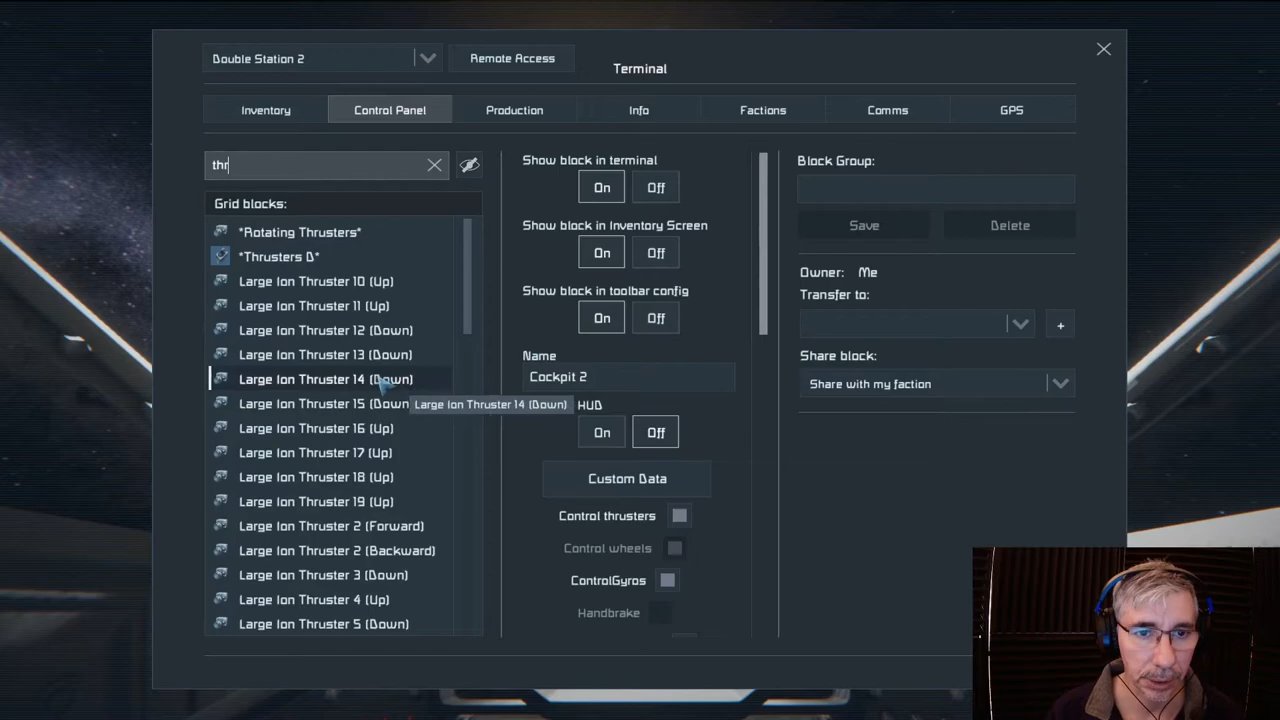 Double Station 2
Remote Access
Terminal
Inventory
Control Panel
Production
Info
Factions
Comms
GPS
thr
Grid blocks:
*Rotating Thrusters*
*Thrusters D*
Large Ion Thruster 10 (Up)
Large Ion Thruster 11 (Up)
Large Ion Thruster 12 (Down)
Large Ion Thruster 13 (Down)
Large Ion Thruster 14 (Down)
Large Ion Thruster 15 (Down
Large Ion Thruster 14 (Down)
Large Ion Thruster 16 (Up)
Large Ion Thruster 17 (Up)
Large Ion Thruster 18 (Up)
Large Ion Thruster 19 (Up)
Large Ion Thruster 2 (Forward)
Large Ion Thruster 2 (Backward)
Large Ion Thruster 3 (Down)
Large Ion Thruster 4 (Up)
Large Ion Thruster 5 (Down)
Show block in terminal
On Off
Show block in Inventory Screen
On Off
Show block in toolbar config
On Off
Name
Cockpit 2
HUD
On Off
Custom Data
Control thrusters
Control wheels
ControlGyros
Handbrake
Block Group:
Save
Delete
Owner: Me
Transfer to:
+
Share block:
Share with my faction